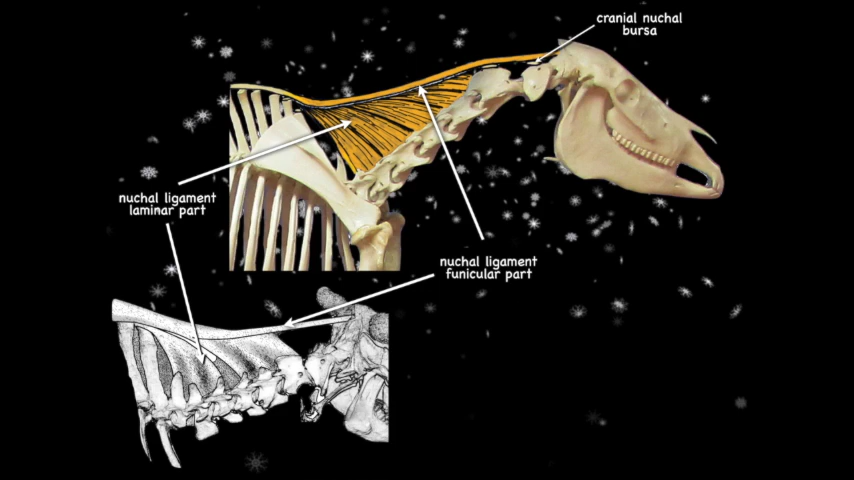 cranial nuchal
bursa
nuchal ligament
laminar part
nuchal ligament
funicular part